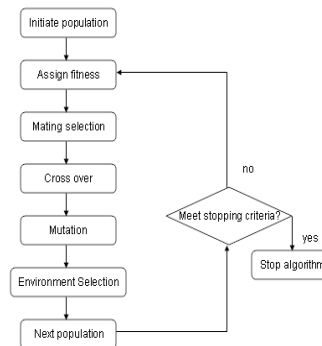 Initiate population
Assign fitness
Mating selection
Cross over
Mutation
Environment Selection
Next population
no
Meet stopping criteria?
yes
Stop algorithm